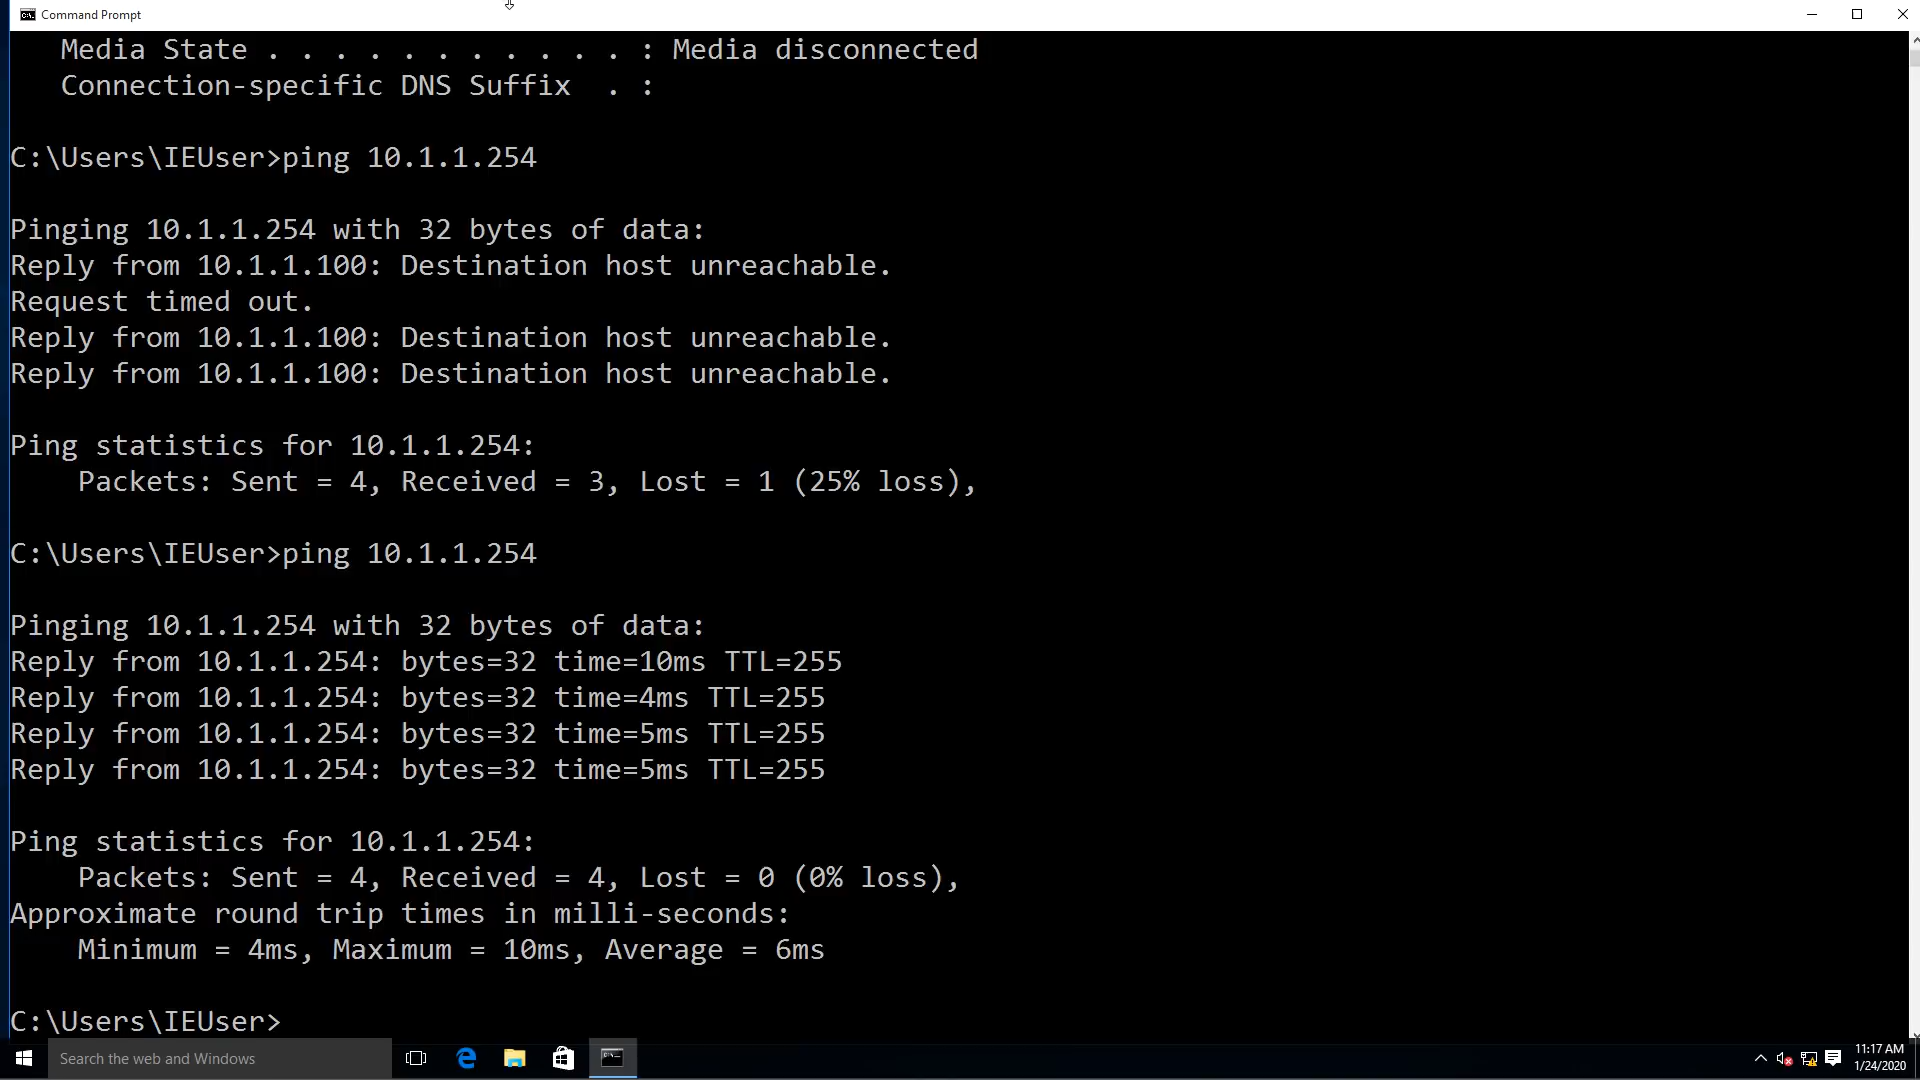 Command Prompt
Media State . . . . . . . . . . . : Media disconnected
Connection-specific DNS Suffix  . :
C:\Users\IEUser>ping 10.1.1.254
Pinging 10.1.1.254 with 32 bytes of data:
Reply from 10.1.1.100: Destination host unreachable.
Request timed out.
Reply from 10.1.1.100: Destination host unreachable.
Reply from 10.1.1.100: Destination host unreachable.
Ping statistics for 10.1.1.254:
Packets: Sent = 4, Received = 3, Lost = 1 (25% loss),
C:\Users\IEUser>ping 10.1.1.254
Pinging 10.1.1.254 with 32 bytes of data:
Reply from 10.1.1.254: bytes=32 time=10ms TTL=255
Reply from 10.1.1.254: bytes=32 time=4ms TTL=255
Reply from 10.1.1.254: bytes=32 time=5ms TTL=255
Reply from 10.1.1.254: bytes=32 time=5ms TTL=255
Ping statistics for 10.1.1.254:
Packets: Sent = 4, Received = 4, Lost = 0 (0% loss),
Approximate round trip times in milli-seconds:
Minimum = 4ms, Maximum = 10ms, Average = 6ms
C:\Users\IEUser>
Search the web and Windows
11:17 AM
1/24/2020